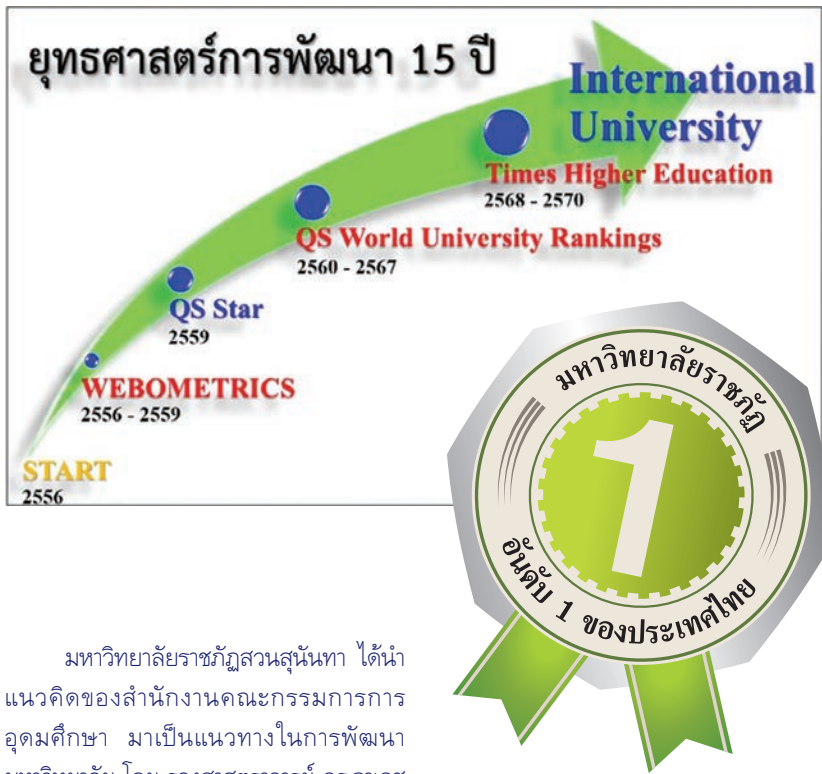 ยุทธศาสตร์การพัฒนา 15 ปี
International
University
Times Higher Education
2568 - 2570
QS World University Rankings
2560 - 2567
QS Star
2559
WEBOMETRICS
2556 - 2559
START
2556
มหาวิทยาลัยราชภัฏ
1
อันดับ 1 ของประเทศไทย
มหาวิทยาลัยราชภัฏสวนสุนันทา ได้นำ
แนวคิดของสำนักงานคณะกรรมการการ
อุดมศึกษา มาเป็นแนวทางในการพัฒนา